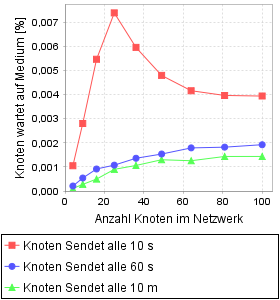 Knoten wartet auf Medium [%]
0,007
0,006
0,005
0,004
0,003
0,002
0,001
0,000
0 20 40 60 80 100
Anzahl Knoten im Netzwerk
Knoten Sendet alle 10 s
Knoten Sendet alle 60 s
Knoten Sendet alle 10 m